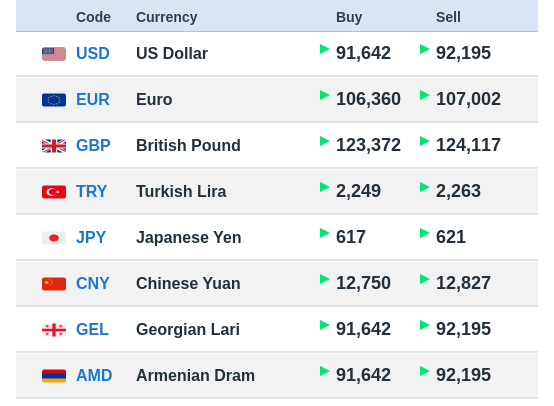 Code Currency Buy Sell
USD US Dollar 91,642 92,195
EUR Euro 106,360 107,002
GBP British Pound 123,372 124,117
TRY Turkish Lira 2,249 2,263
JPY Japanese Yen 617 621
CNY Chinese Yuan 12,750 12,827
GEL Georgian Lari 91,642 92,195
AMD Armenian Dram 91,642 92,195